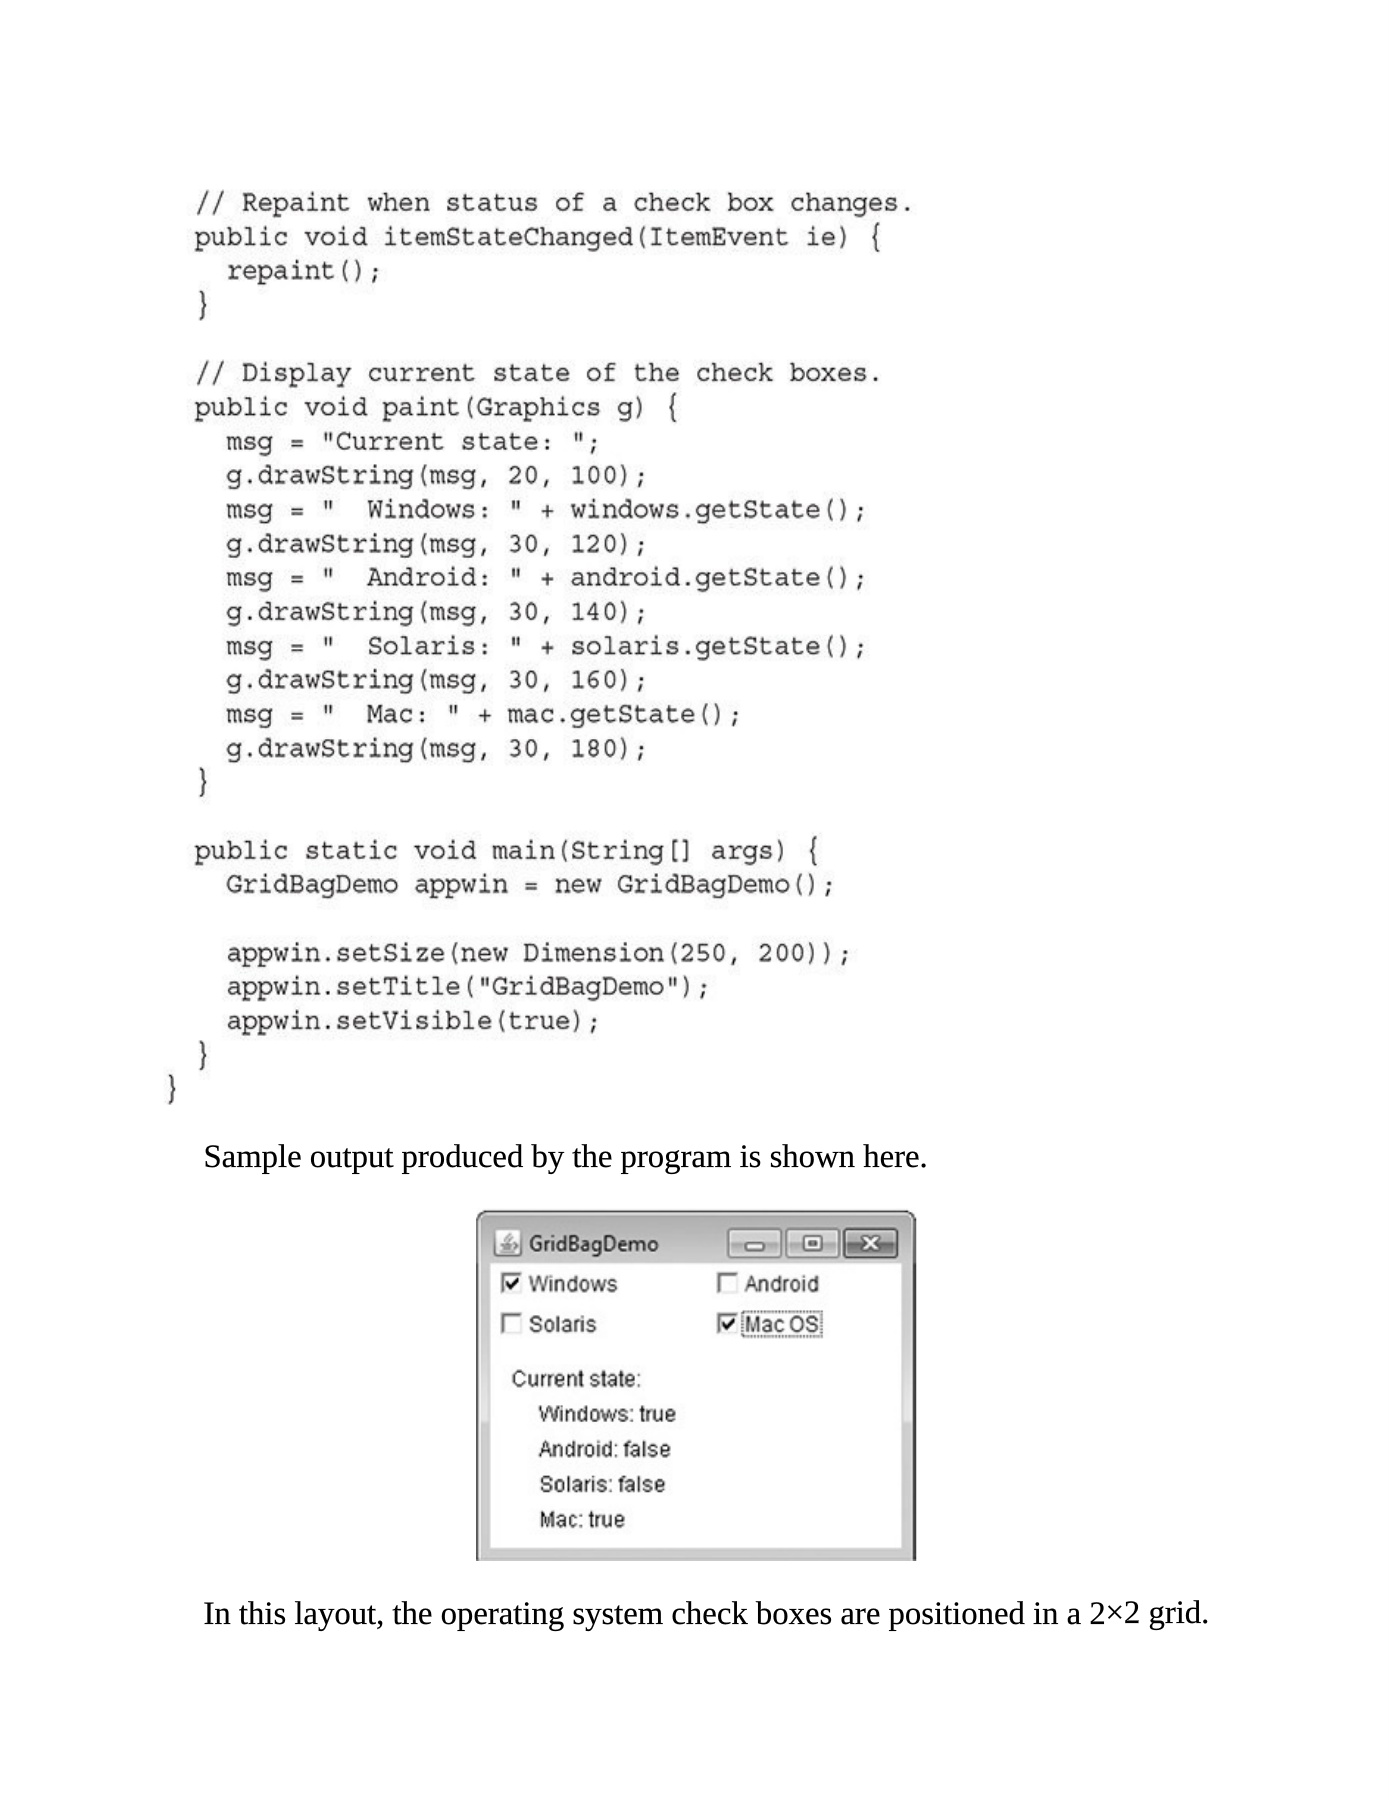 // Repaint when status of a check box changes.
public void itemStateChanged(ItemEvent ie) {
  repaint();
}
// Display current state of the check boxes.
public void paint(Graphics g) {
  msg = "Current state: ";
  g.drawString(msg, 20, 100);
  msg = "  Windows: " + windows.getState();
  g.drawString(msg, 30, 120);
  msg = "  Android: " + android.getState();
  g.drawString(msg, 30, 140);
  msg = "  Solaris: " + solaris.getState();
  g.drawString(msg, 30, 160);
  msg = "  Mac: " + mac.getState();
  g.drawString(msg, 30, 180);
}
public static void main(String[] args) {
  GridBagDemo appwin = new GridBagDemo();
  appwin.setSize(new Dimension(250, 200));
  appwin.setTitle("GridBagDemo");
  appwin.setVisible(true);
}
}
Sample output produced by the program is shown here.
GridBagDemo
Windows Android
Solaris Mac OS
Current state:
Windows: true
Android: false
Solaris: false
Mac: true
In this layout, the operating system check boxes are positioned in a 2×2 grid.